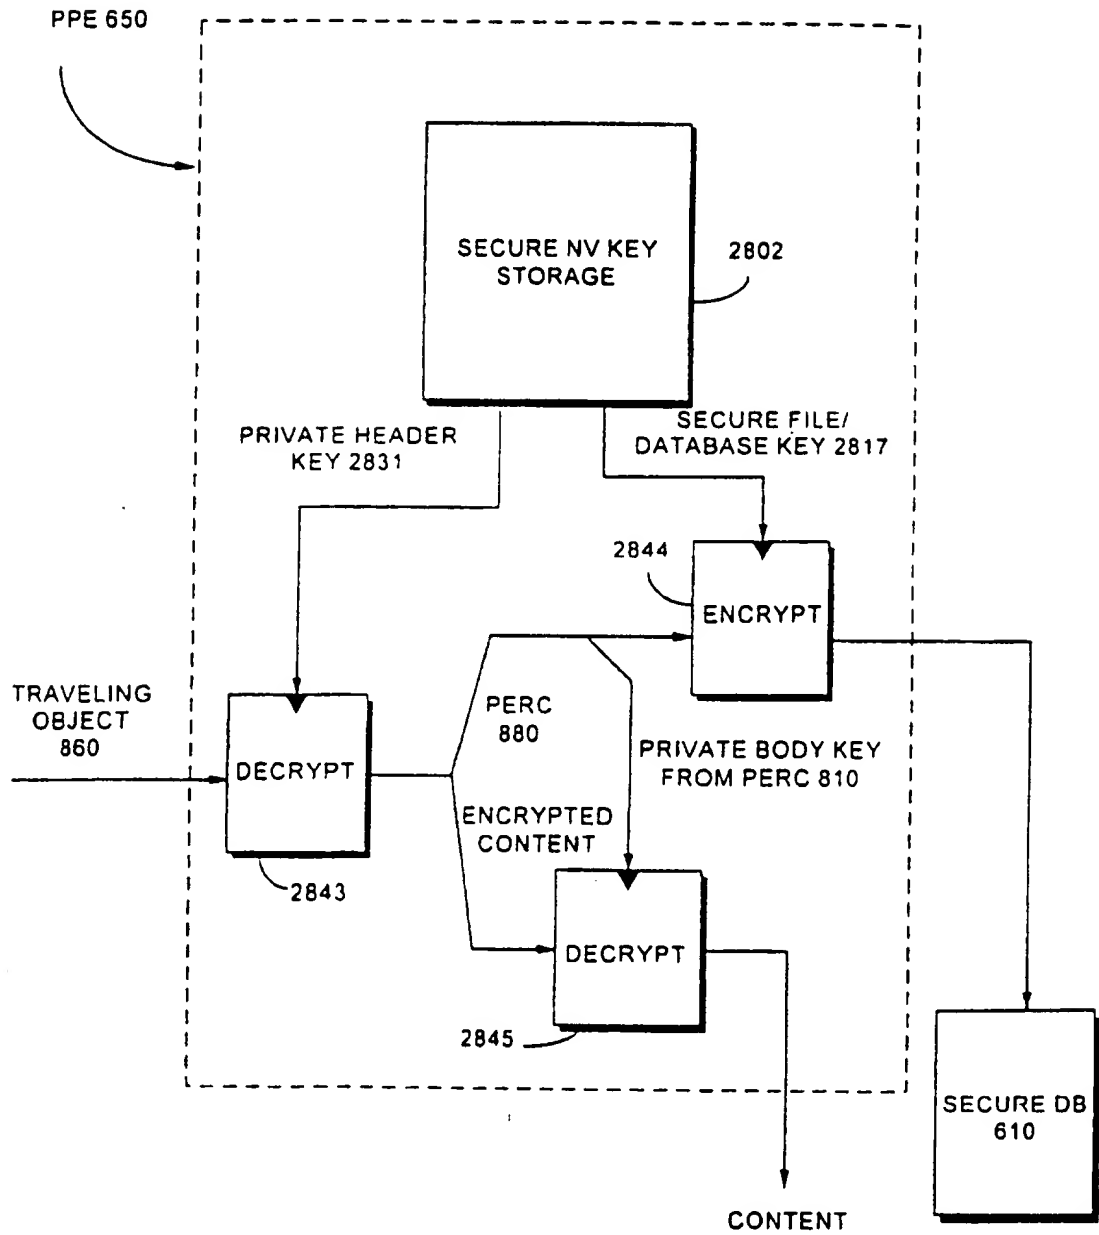 PPE 650
SECURE NV KEY
STORAGE
2802
PRIVATE HEADER
KEY 2831
SECURE FILE/
DATABASE KEY 2817
2844
ENCRYPT
TRAVELING
OBJECT
860
DECRYPT
PERC
880
PRIVATE BODY KEY
FROM PERC 810
ENCRYPTED
CONTENT
2843
DECRYPT
2845
SECURE DB
610
CONTENT